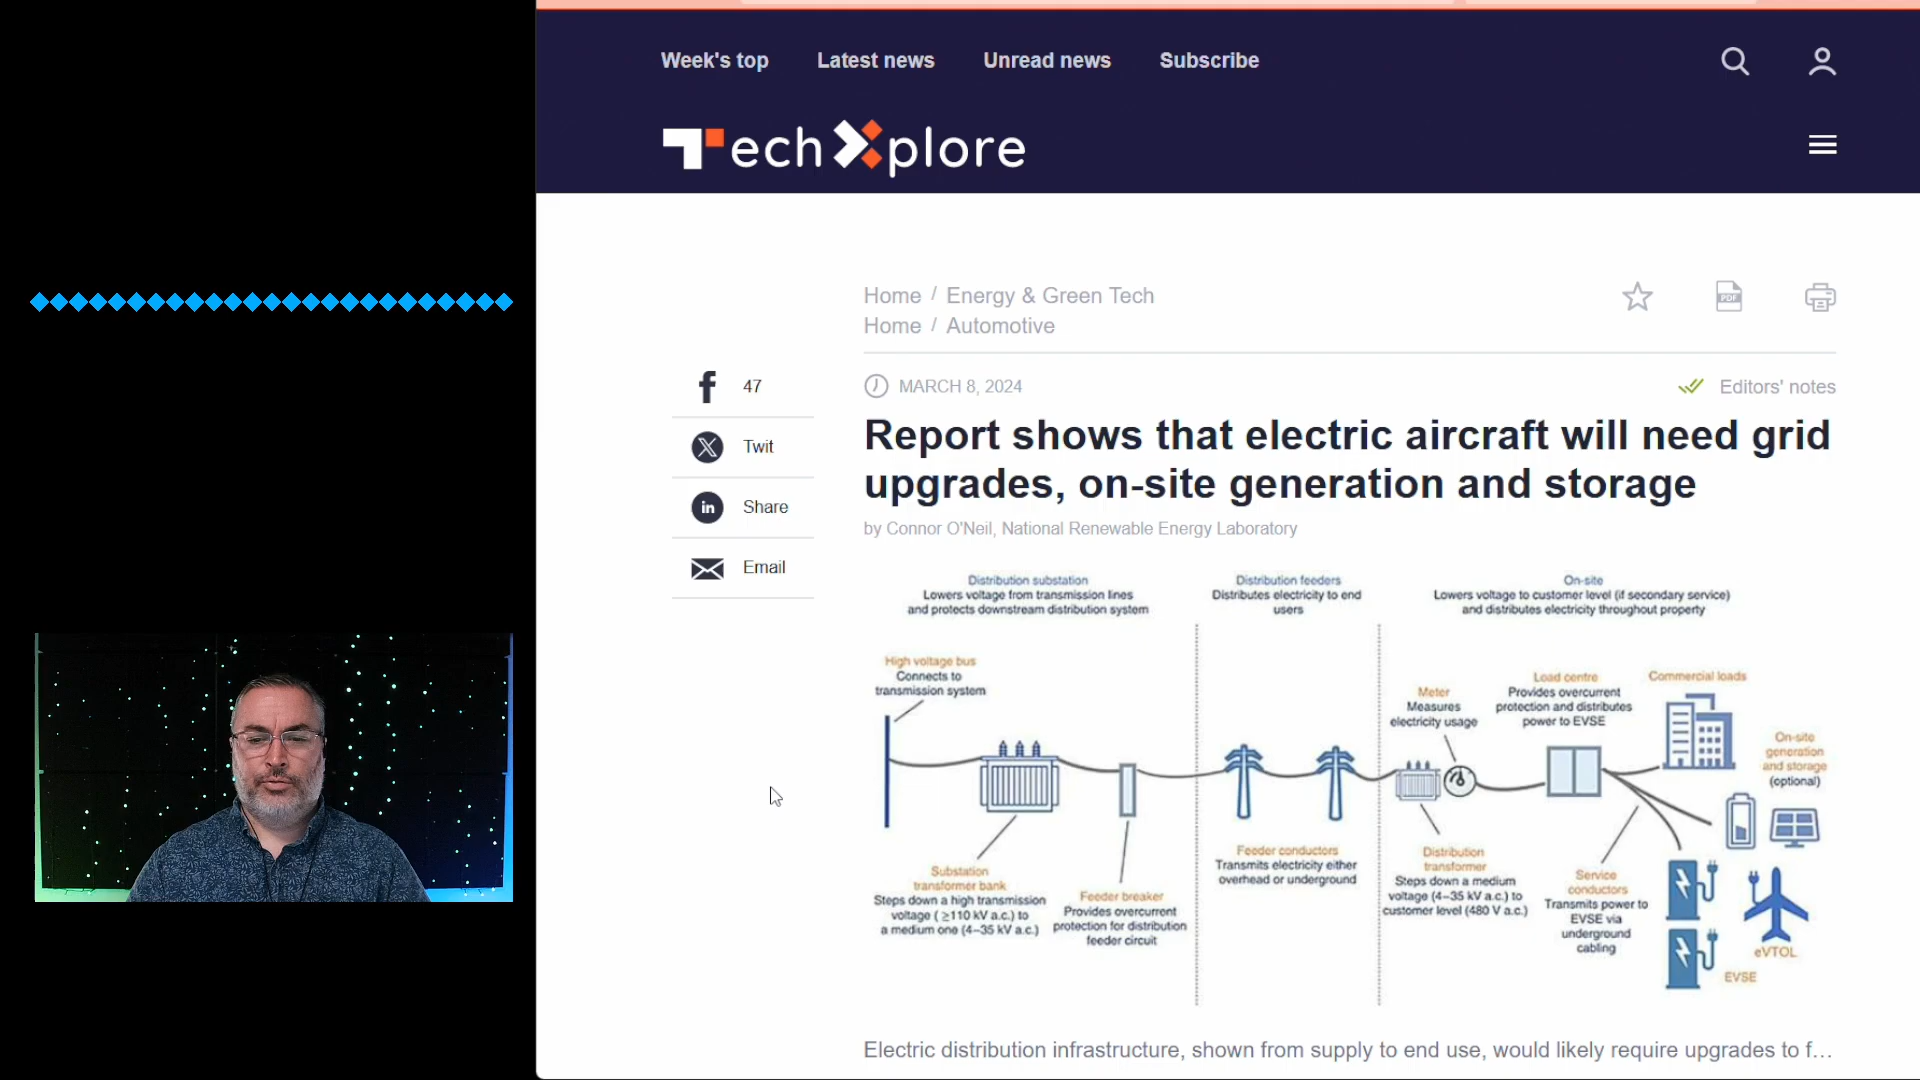 Week's top
Latest news
Unread news
Subscribe
TechXplore
Home / Energy & Green Tech
Home / Automotive
PDF
47
Twit
Share
Email
MARCH 8, 2024
Editors' notes
Report shows that electric aircraft will need grid
upgrades, on-site generation and storage
by Connor O'Neil, National Renewable Energy Laboratory
Distribution substation
Lowers voltage from transmission lines
and protects downstream distribution system
Distribution feeders
Distributes electricity to end
users
On-site
Lowers voltage to customer level (if secondary service)
and distributes electricity throughout property
High voltage bus
Connects to
transmission system
Meter
Measures
electricity usage
Load centre
Provides overcurrent
protection and distributes
power to EVSE
Commercial loads
On-site
generation
and storage
(optional)
Substation
transformer bank
Steps down a high transmission
voltage (≥110 kV a.c.) to
a medium one (4–35 kV a.c.)
Feeder breaker
Provides overcurrent
protection for distribution
feeder circuit
Feeder conductors
Transmits electricity either
overhead or underground
Distribution
transformer
Steps down a medium
voltage (4–35 kV a.c.) to
customer level (480 V a.c.)
Service
conductors
Transmits power to
EVSE via
underground
cabling
eVTOL
EVSE
Electric distribution infrastructure, shown from supply to end use, would likely require upgrades to f...